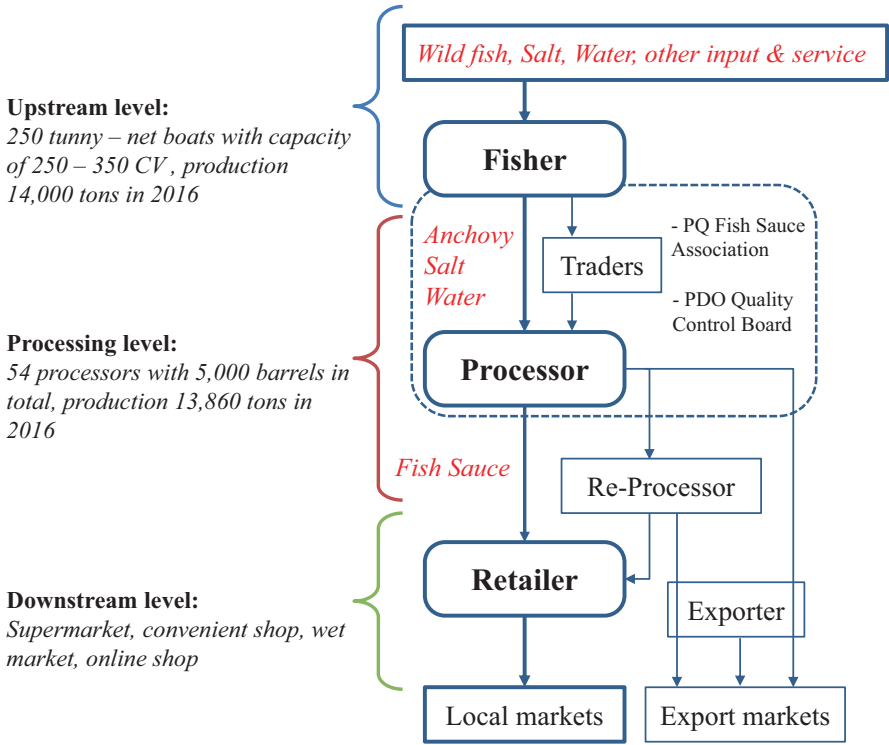 Wild fish, Salt, Water, other input & service
Upstream level:
250 tunny – net boats with capacity
of 250 – 350 CV , production
14,000 tons in 2016
Fisher
Anchovy
Salt
Water
Traders
- PQ Fish Sauce
Association
- PDO Quality
Control Board
Processing level:
54 processors with 5,000 barrels in
total, production 13,860 tons in
2016
Processor
Fish Sauce
Re-Processor
Retailer
Downstream level:
Supermarket, convenient shop, wet
market, online shop
Exporter
Local markets
Export markets